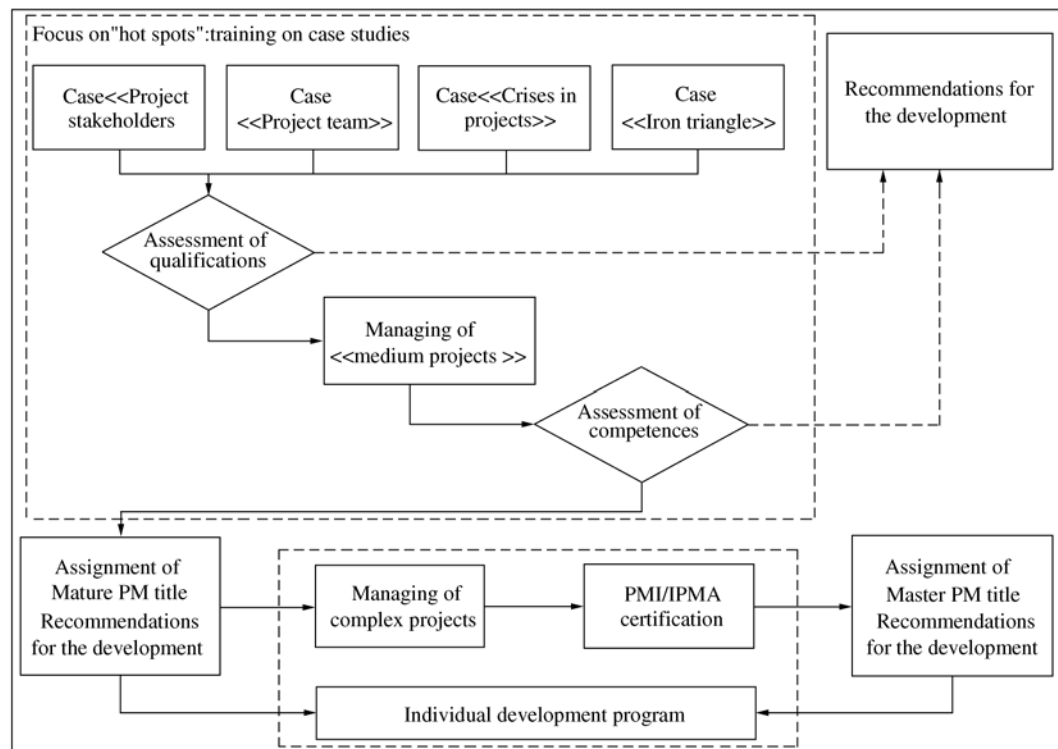 Focus on"hot spots":training on case studies
Case<<Project
stakeholders
Case
<<Project team>>
Case<<Crises in
projects>>
Case
<<Iron triangle>>
Recommendations for
the development
Assessment of
qualifications
Managing of
<<medium projects >>
Assessment of
competences
Assignment of
Mature PM title
Recommendations
for the development
Managing of
complex projects
PMI/IPMA
certification
Assignment of
Master PM title
Recommendations
for the development
Individual development program